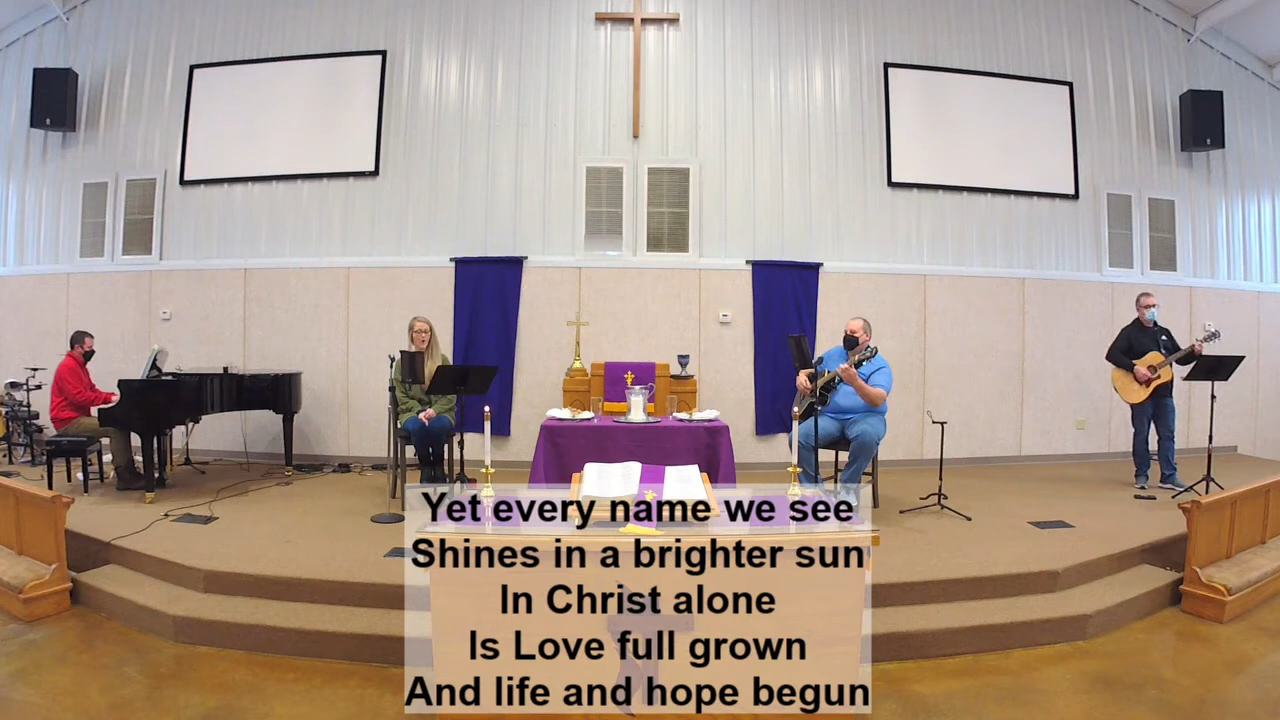 Yet every name we see
Shines in a brighter sun
In Christ alone
Is Love full grown
And life and hope begun